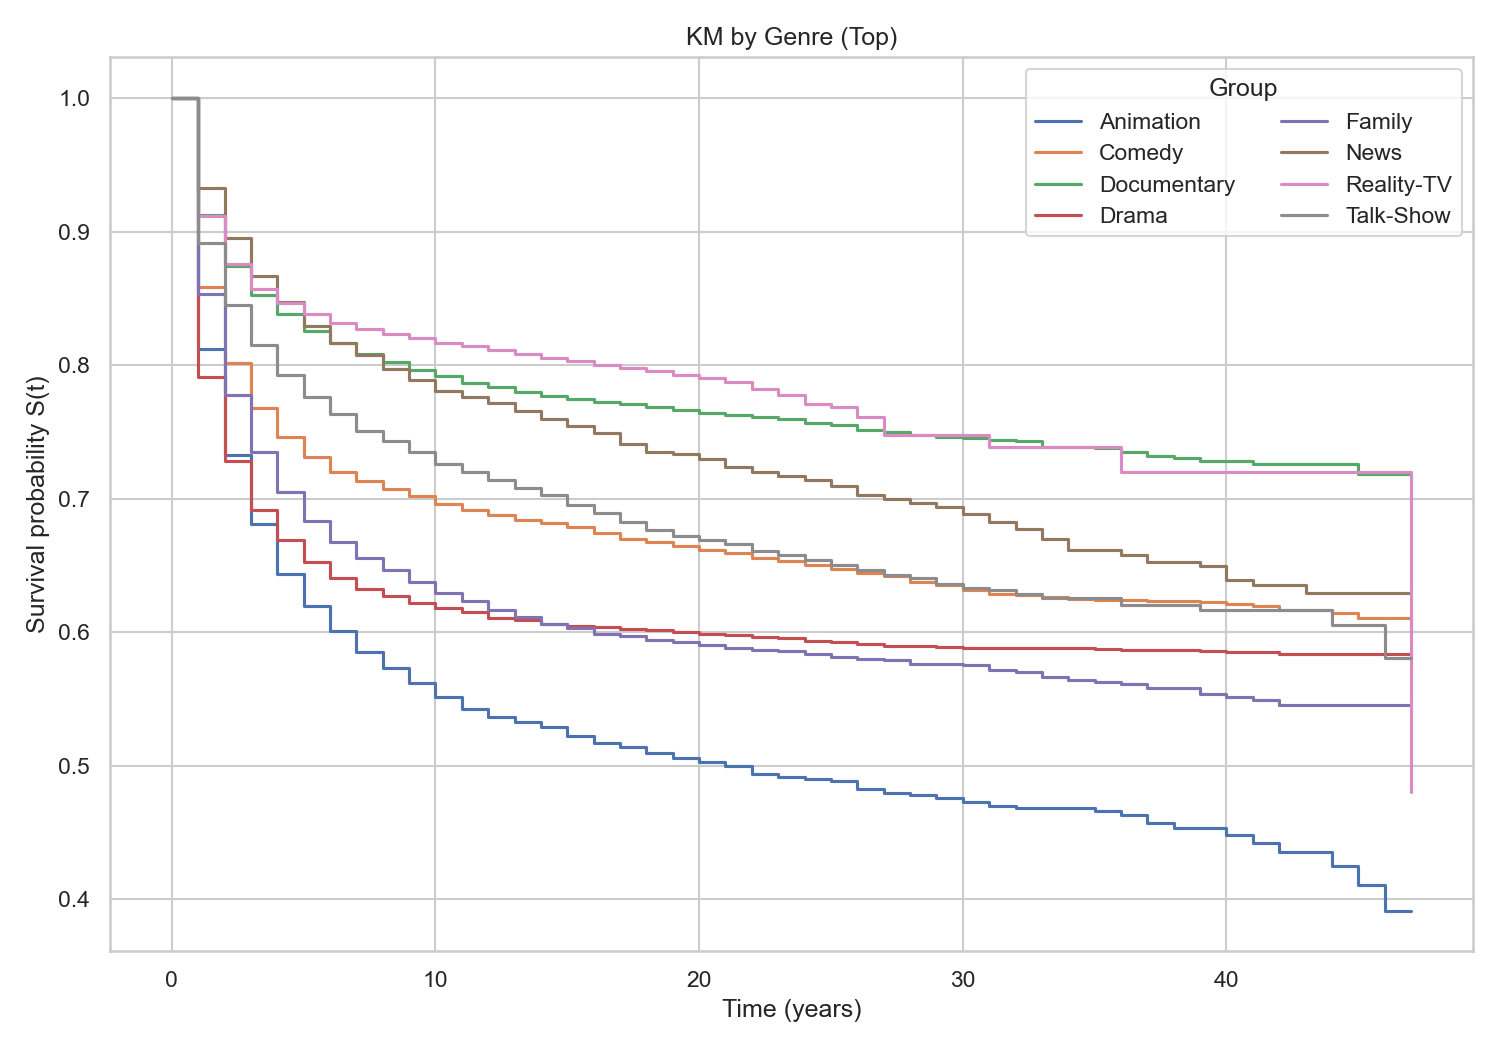 KM by Genre (Top)
Group
Animation
Comedy
Documentary
Drama
Family
News
Reality-TV
Talk-Show
Survival probability S(t)
1.0
0.9
0.8
0.7
0.6
0.5
0.4
0
10
20
30
40
Time (years)